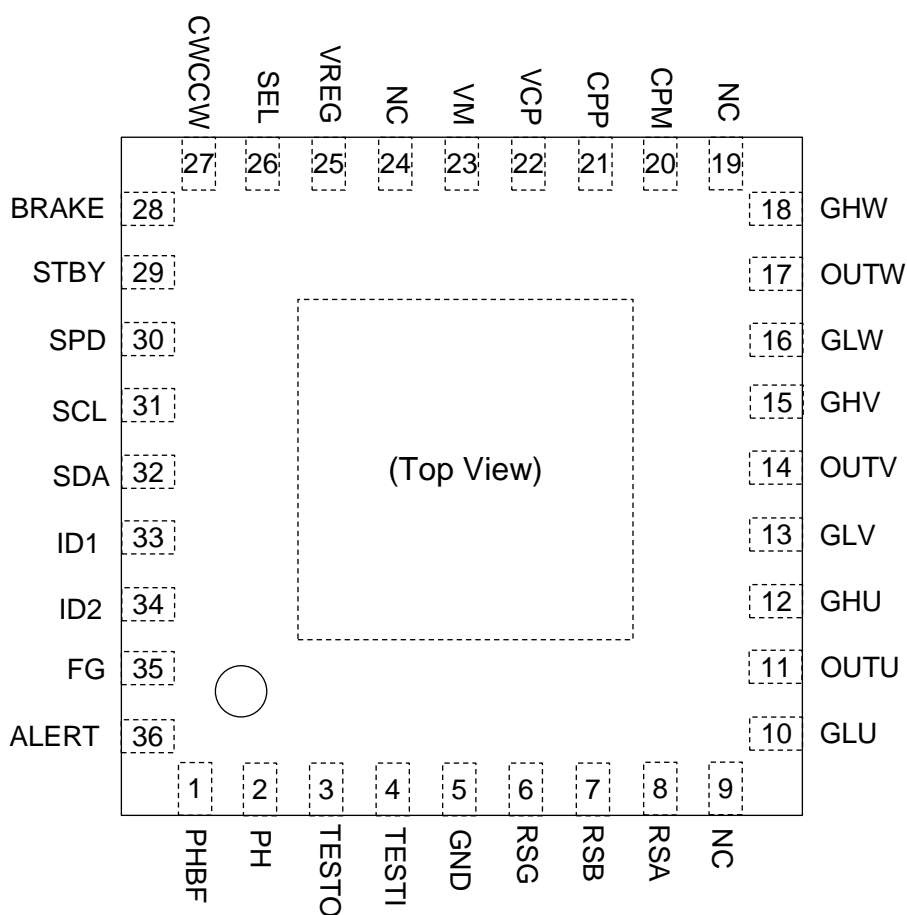 CWCCW SEL VREG NC VM VCP CPP CPM NC
27 26 25 24 23 22 21 20 19
BRAKE 28 18 GHW
STBY 29 17 OUTW
SPD 30 16 GLW
SCL 31 15 GHV
SDA 32 (Top View) 14 OUTV
ID1 33 13 GLV
ID2 34 12 GHU
FG 35 11 OUTU
ALERT 36 10 GLU
1 2 3 4 5 6 7 8 9
PHBF PH TESTO TESTI GND RSG RSB RSA NC